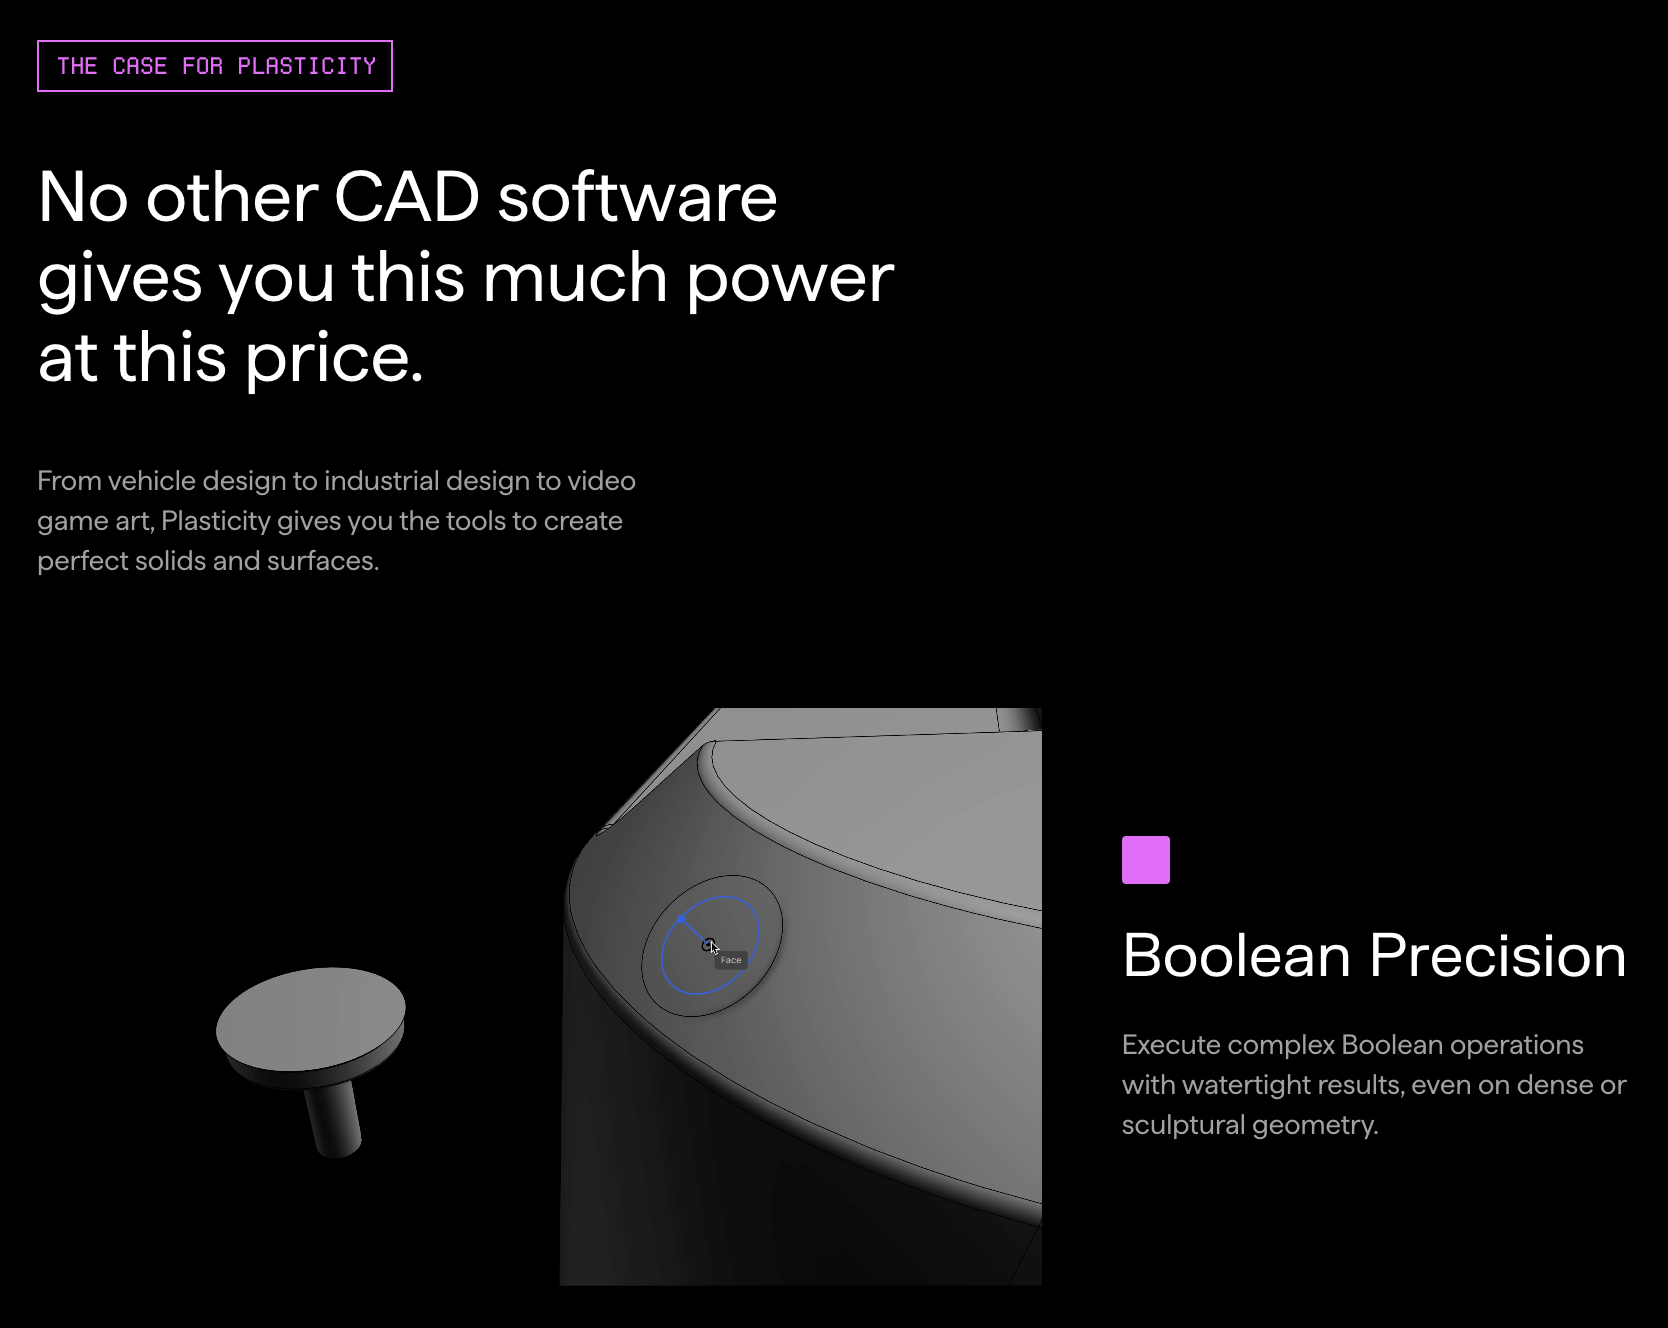 THE CASE FOR PLASTICITY
No other CAD software
gives you this much power
at this price.
From vehicle design to industrial design to video
game art, Plasticity gives you the tools to create
perfect solids and surfaces.
Face
Boolean Precision
Execute complex Boolean operations
with watertight results, even on dense or
sculptural geometry.